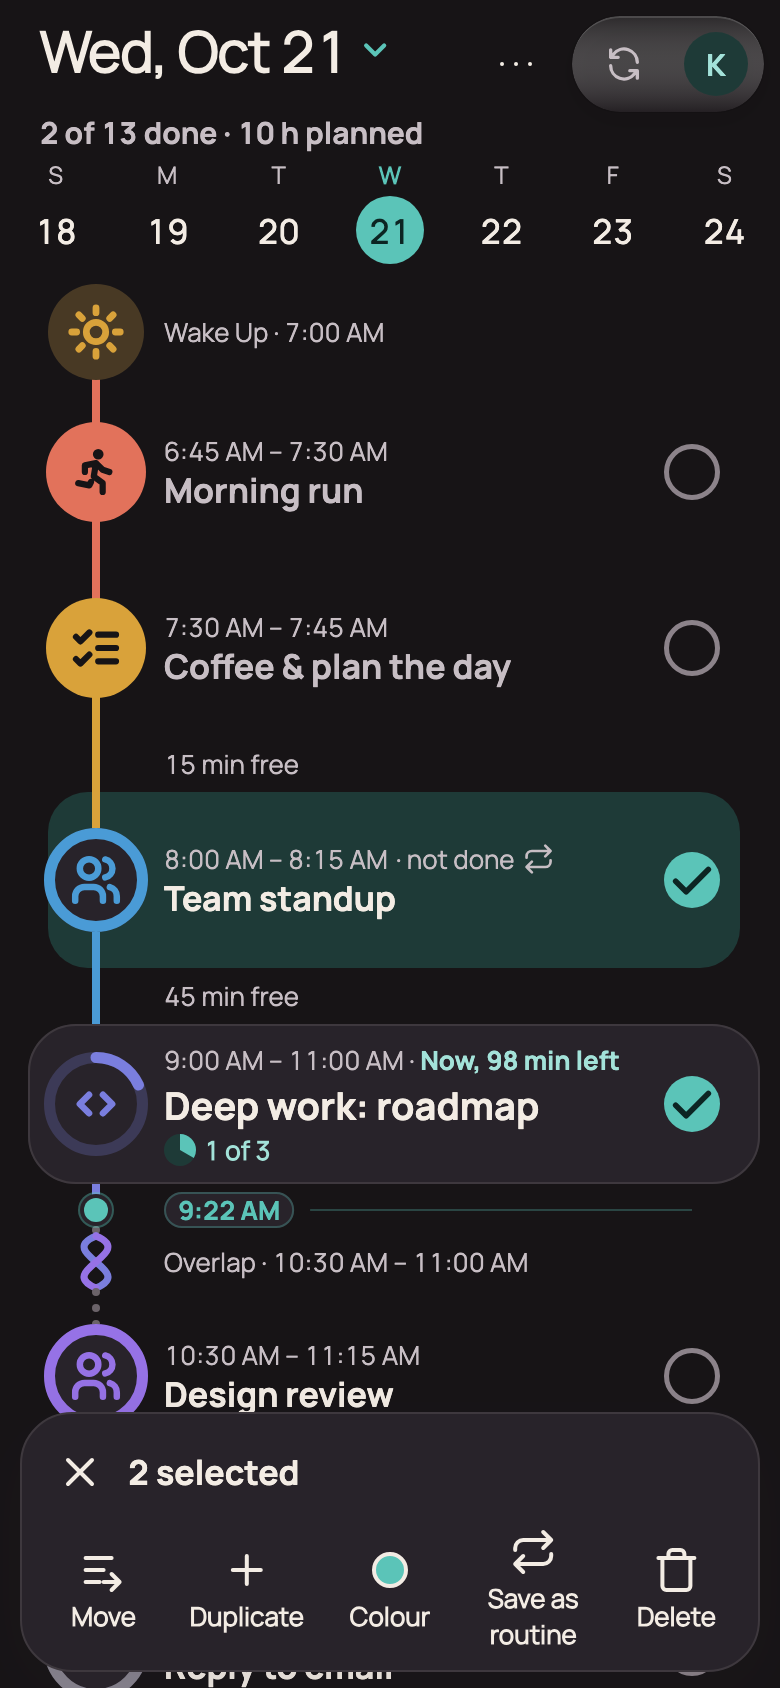 Wed, Oct 21
...
K
2 of 13 done · 10 h planned
S M T W T F S
18 19 20 21 22 23 24
Wake Up · 7:00 AM
6:45 AM – 7:30 AM
Morning run
7:30 AM – 7:45 AM
Coffee & plan the day
15 min free
8:00 AM – 8:15 AM · not done
Team standup
45 min free
9:00 AM – 11:00 AM · Now, 98 min left
Deep work: roadmap
1 of 3
9:22 AM
Overlap · 10:30 AM – 11:00 AM
10:30 AM – 11:15 AM
Design review
2 selected
Move
Duplicate
Colour
Save as
routine
Delete
Reply to email